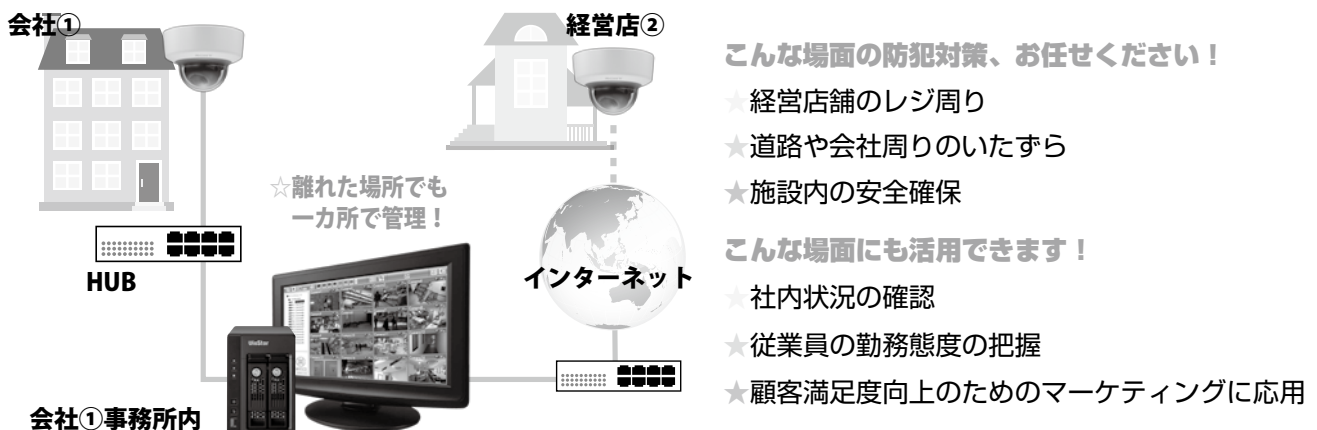 会社①
経営店②
☆離れた場所でも
一カ所で管理！
HUB
インターネット
会社①事務所内
こんな場面の防犯対策、お任せください！
★経営店舗のレジ周り
★道路や会社周りのいたずら
★施設内の安全確保
こんな場面にも活用できます！
★社内状況の確認
★従業員の勤務態度の把握
★顧客満足度向上のためのマーケティングに応用